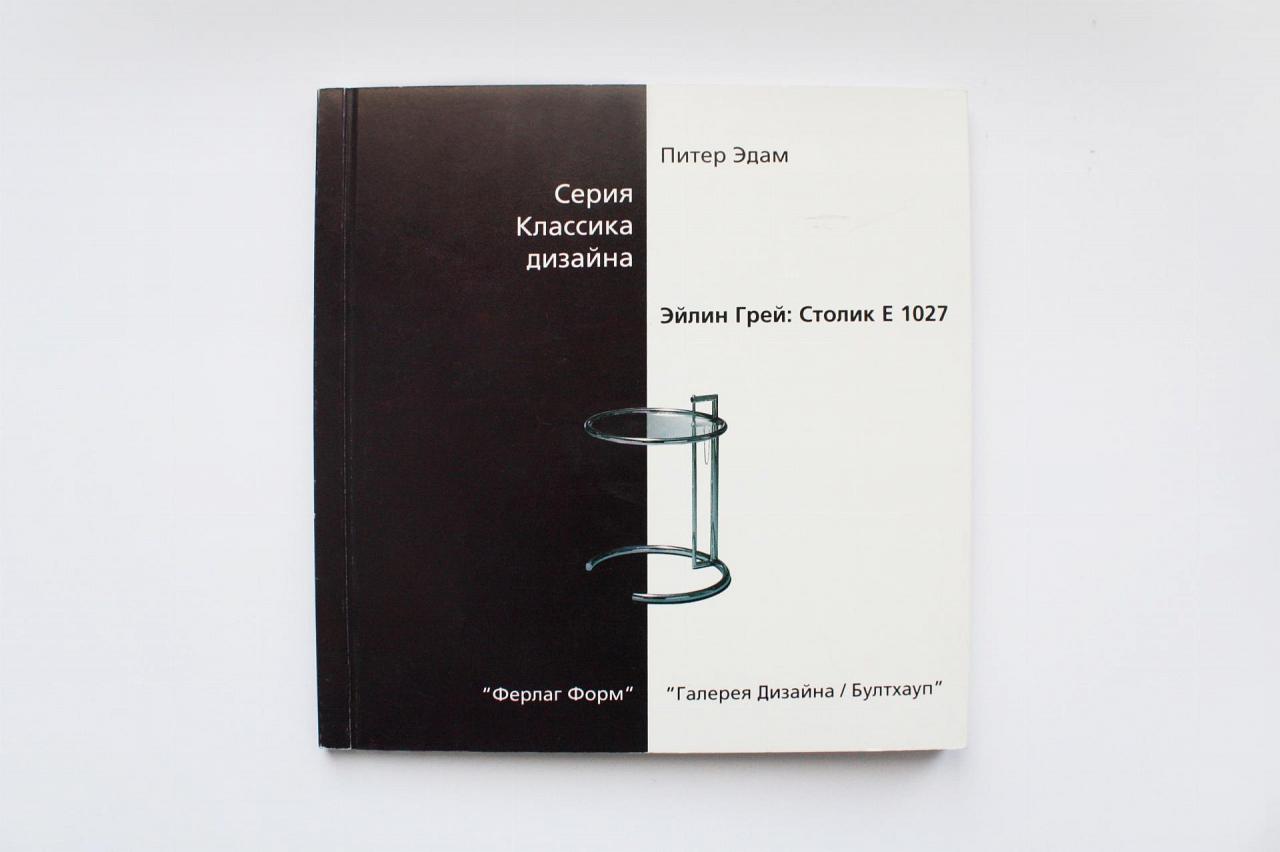 Серия
Классика
дизайна
Питер Эдам
Эйлин Грей: Столик E 1027
"Ферлаг Форм"
"Галерея Дизайна / Бултхауп"